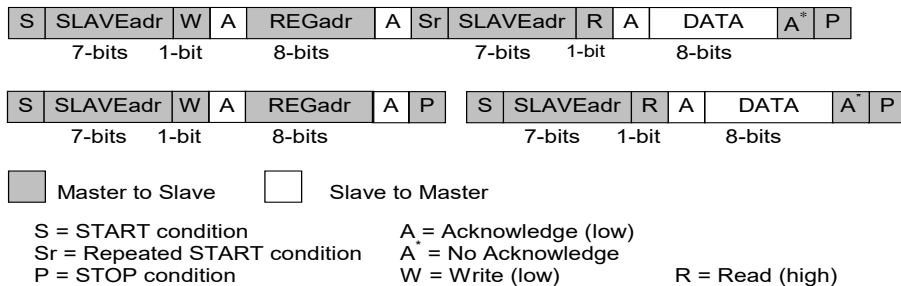 S SLAVEadr W A REGadr A Sr SLAVEadr R A DATA A* P
7-bits 1-bit 8-bits 7-bits 1-bit 8-bits
S SLAVEadr W A REGadr A P S SLAVEadr R A DATA A* P
7-bits 1-bit 8-bits 7-bits 1-bit 8-bits
Master to Slave Slave to Master
S = START condition A = Acknowledge (low)
Sr = Repeated START condition A* = No Acknowledge
P = STOP condition W = Write (low) R = Read (high)